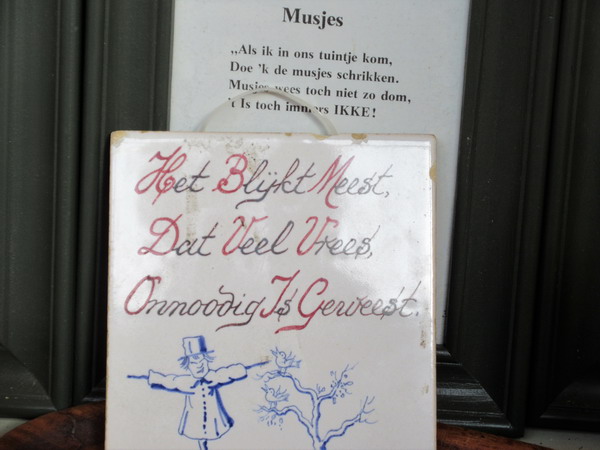 Musjes
„Als ik in ons tuintje kom,
Doe 'k de musjes schrikken.
Musjes wees toch niet zo dom,
't Is toch immers IKKE!
Het Blijkt Meest,
Dat Veel Vrees,
Onnoodig Is Geweest.